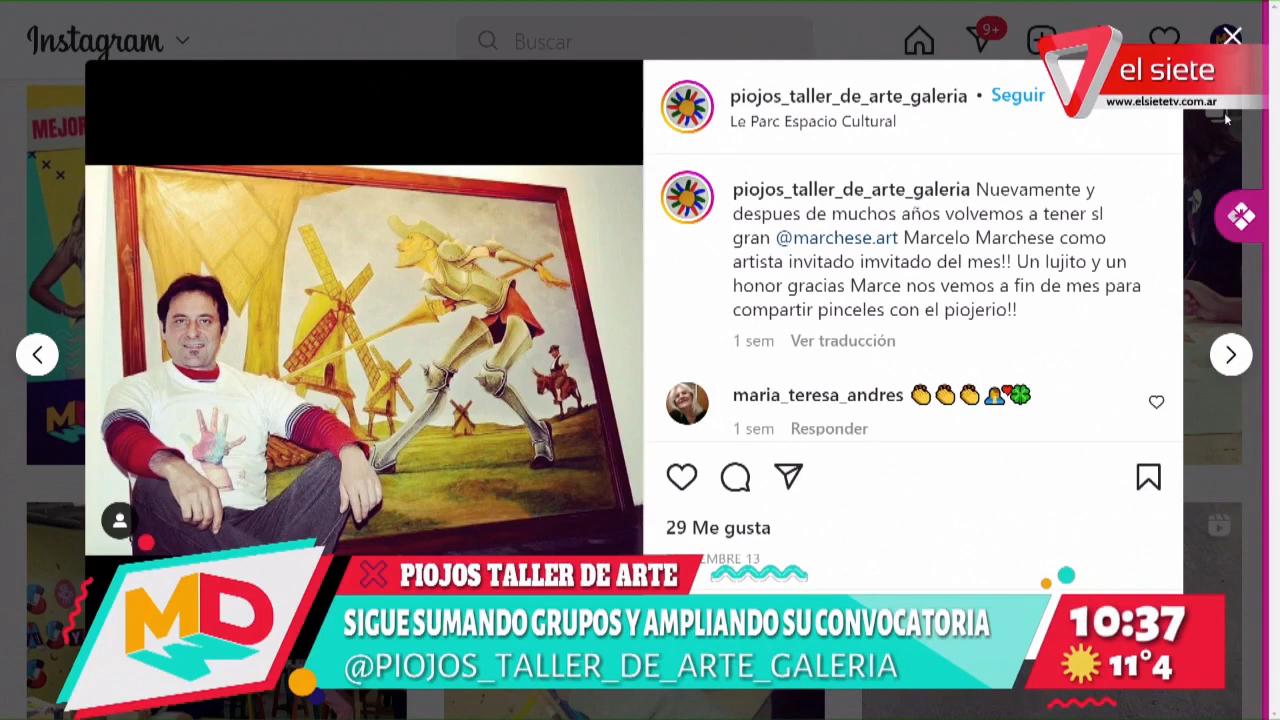 Instagram
Buscar
9+
el siete
www.elsietetv.com.ar
MEJOR
piojos_taller_de_arte_galeria • Seguir
Le Parc Espacio Cultural
piojos_taller_de_arte_galeria Nuevamente y
despues de muchos años volvemos a tener sl
gran @marchese.art Marcelo Marchese como
artista invitado imvitado del mes!! Un lujito y un
honor gracias Marce nos vemos a fin de mes para
compartir pinceles con el piojerio!!
1 sem Ver traducción
maria_teresa_andres
1 sem Responder
29 Me gusta
EMBRE 13
MD
PIOJOS TALLER DE ARTE
SIGUE SUMANDO GRUPOS Y AMPLIANDO SU CONVOCATORIA
@PIOJOS_TALLER_DE_ARTE_GALERIA
10:37
11°4